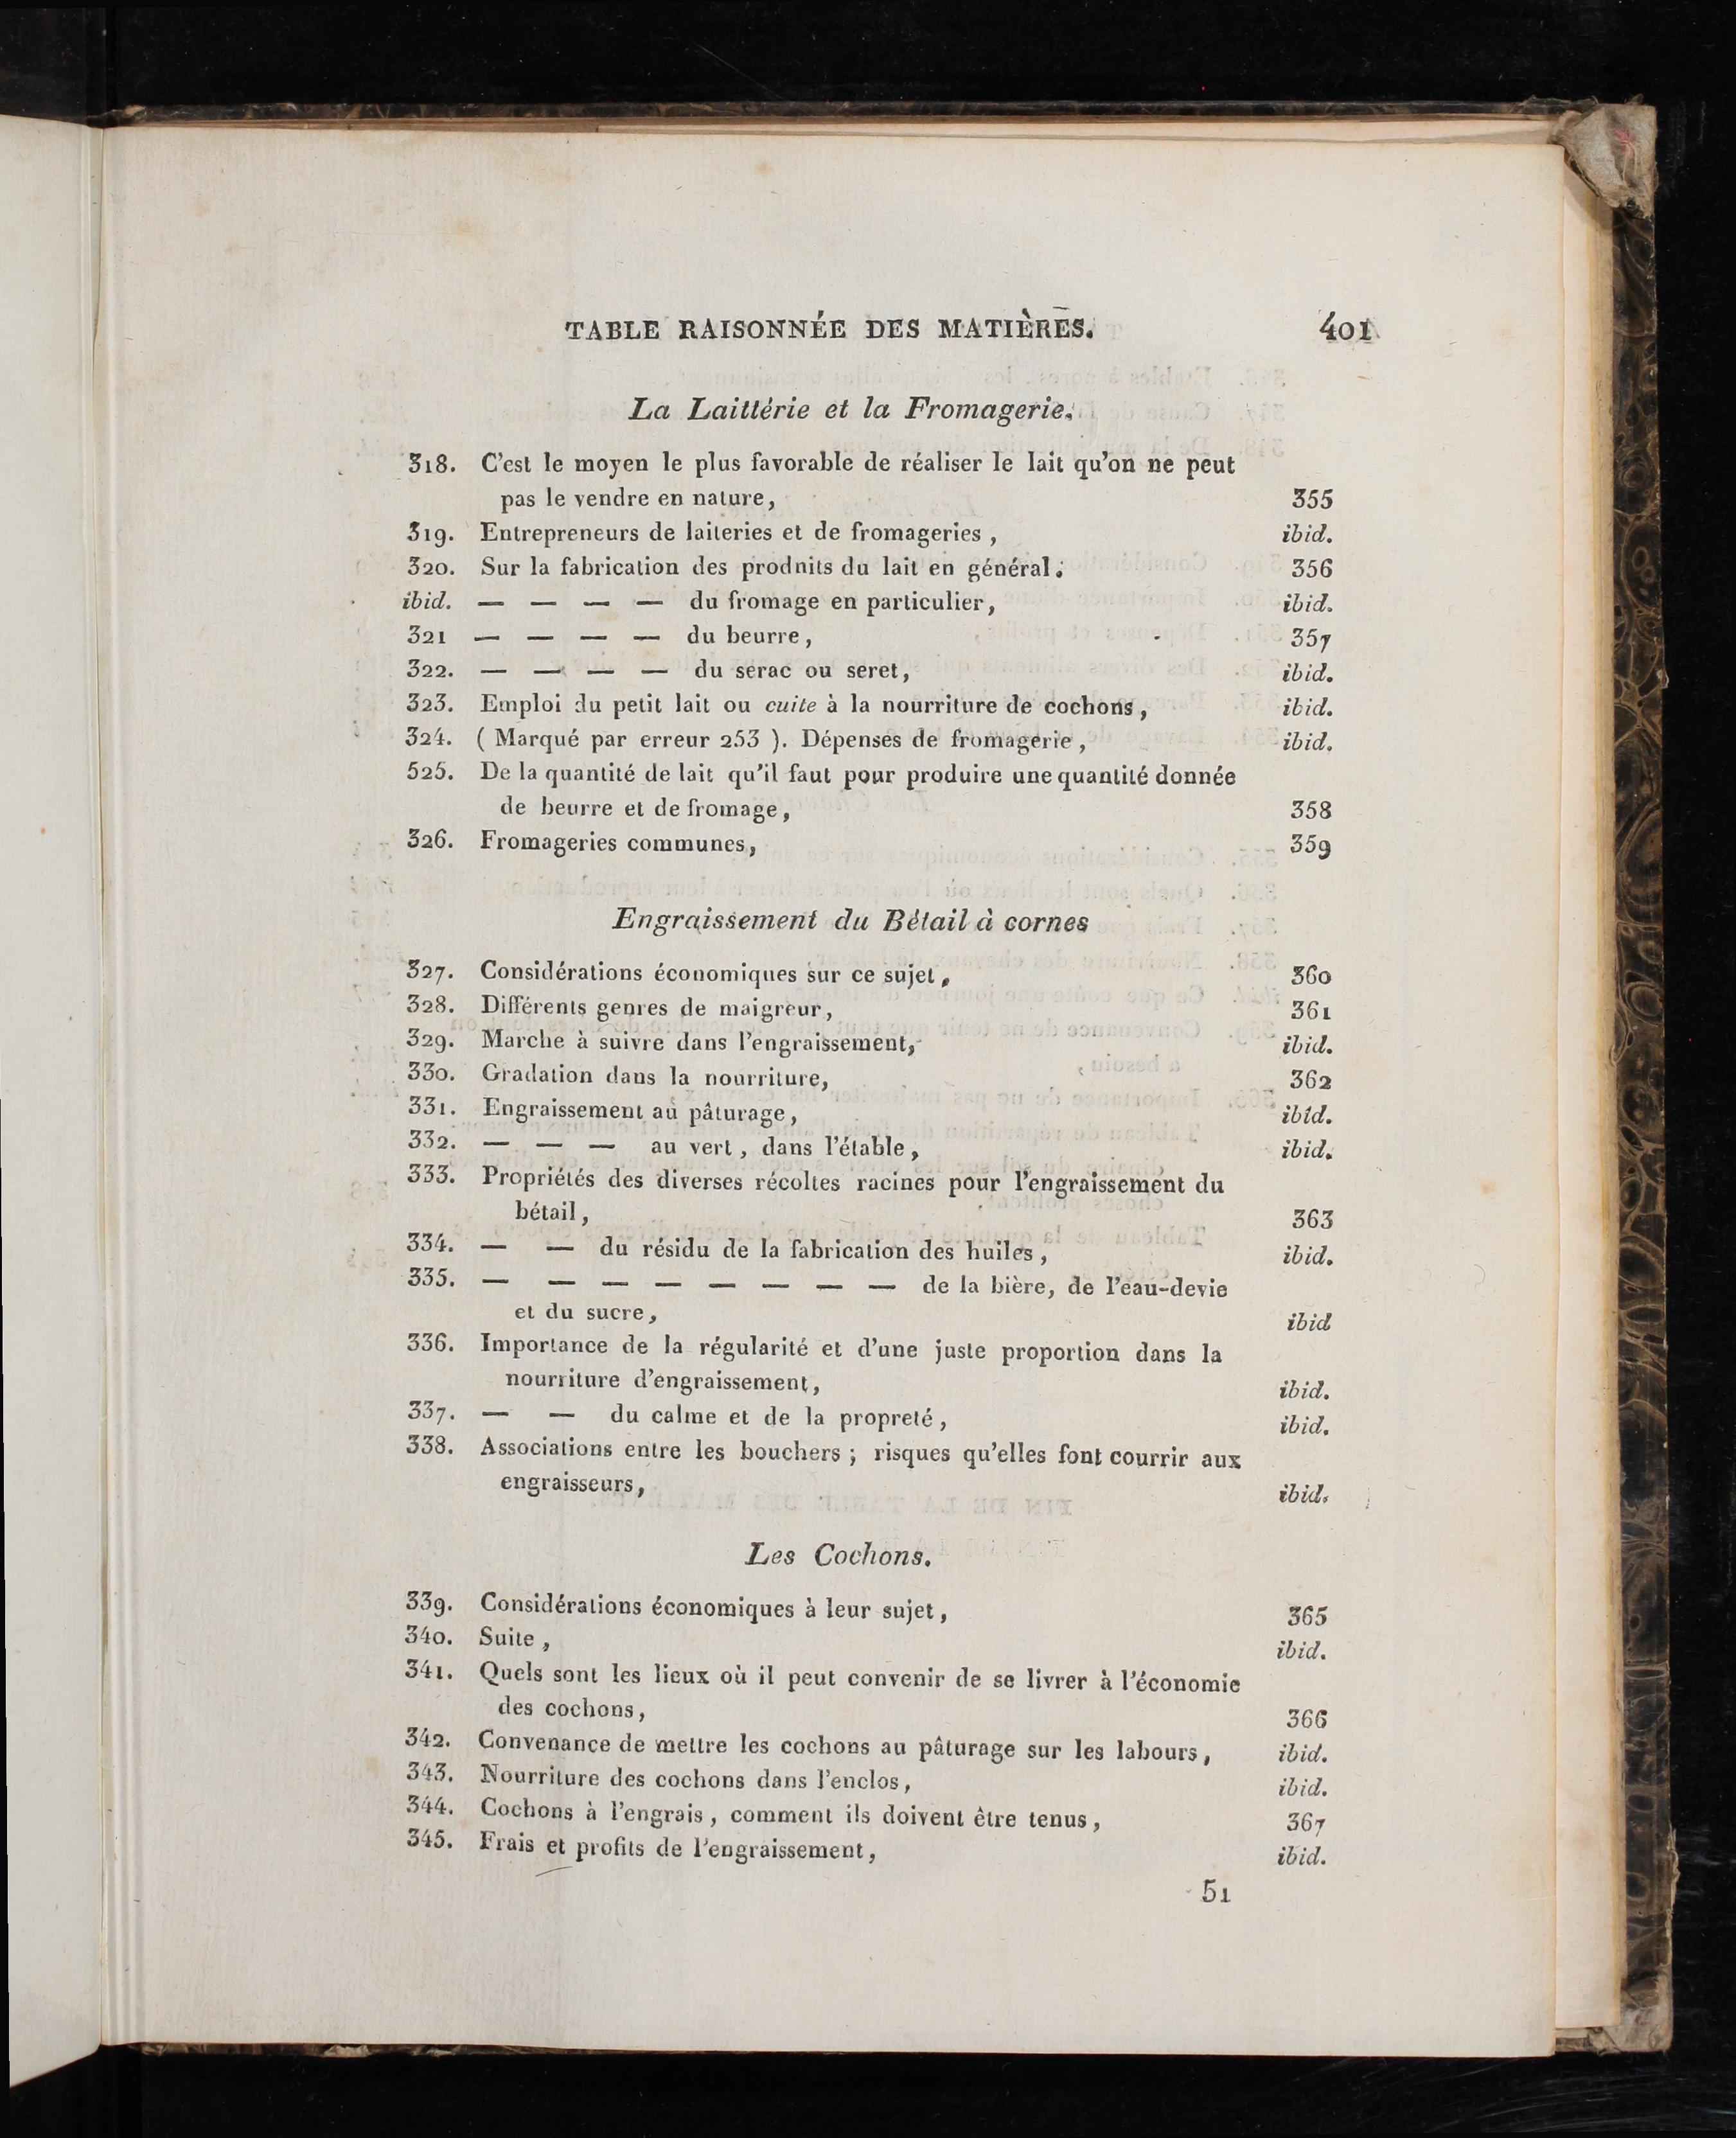 TABLE RAISONNÉE DES MATIÈRES. 401
La Laittérie et la Fromagerie.
318. C'est le moyen le plus favorable de réaliser le lait qu'on ne peut
pas le vendre en nature, 355
319. Entrepreneurs de laiteries et de fromageries, ibid.
320. Sur la fabrication des prodnits du lait en général. 356
ibid. — — — — du fromage en particulier, ibid.
321 — — — — du beurre, 357
322. — — — — du serac ou seret, ibid.
323. Emploi du petit lait ou cuite à la nourriture de cochons, ibid.
324. ( Marqué par erreur 253 ). Dépenses de fromagerie, ibid.
525. De la quantité de lait qu'il faut pour produire une quantité donnée
de beurre et de fromage, 358
326. Fromageries communes, 359
Engraissement du Bétail à cornes
327. Considérations économiques sur ce sujet, 360
328. Différents genres de maigreur, 361
329. Marche à suivre dans l'engraissement, ibid.
330. Gradation dans la nourriture, 362
331. Engraissement au pâturage, ibid.
332. — — — au vert, dans l'étable, ibid.
333. Propriétés des diverses récoltes racines pour l'engraissement du
bétail, 363
334. — — du résidu de la fabrication des huiles, ibid.
335. — — — — — — — — de la bière, de l'eau-devie
et du sucre, ibid
336. Importance de la régularité et d'une juste proportion dans la
nourriture d'engraissement, ibid.
337. — — du calme et de la propreté, ibid.
338. Associations entre les bouchers ; risques qu'elles font courrir aux
engraisseurs, ibid.
Les Cochons.
339. Considérations économiques à leur sujet, 365
340. Suite, ibid.
341. Quels sont les lieux où il peut convenir de se livrer à l'économie
des cochons, 366
342. Convenance de mettre les cochons au pâturage sur les labours, ibid.
343. Nourriture des cochons dans l'enclos, ibid.
344. Cochons à l'engrais, comment ils doivent être tenus, 367
345. Frais et profits de l'engraissement, ibid.
51